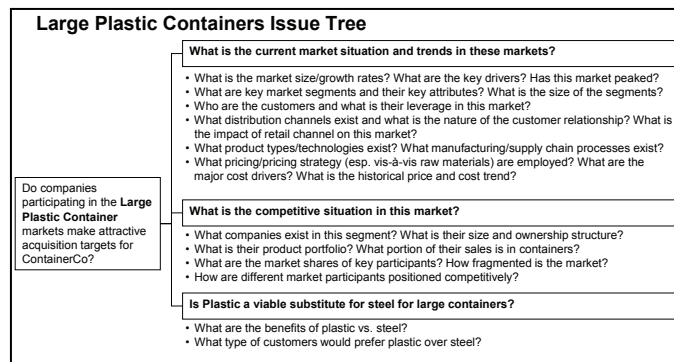 Large Plastic Containers Issue Tree
What is the current market situation and trends in these markets?
• What is the market size/growth rates? What are the key drivers? Has this market peaked?
• What are key market segments and their key attributes? What is the size of the segments?
• Who are the customers and what is their leverage in this market?
• What distribution channels exist and what is the nature of the customer relationship? What is
the impact of retail channel on this market?
• What product types/technologies exist? What manufacturing/supply chain processes exist?
• What pricing/pricing strategy (esp. vis-à-vis raw materials) are employed? What are the
major cost drivers? What is the historical price and cost trend?
Do companies
participating in the Large
Plastic Container
markets make attractive
acquisition targets for
ContainerCo?
What is the competitive situation in this market?
• What companies exist in this segment? What is their size and ownership structure?
• What is their product portfolio? What portion of their sales is in containers?
• What are the market shares of key participants? How fragmented is the market?
• How are different market participants positioned competitively?
Is Plastic a viable substitute for steel for large containers?
• What are the benefits of plastic vs. steel?
• What type of customers would prefer plastic over steel?